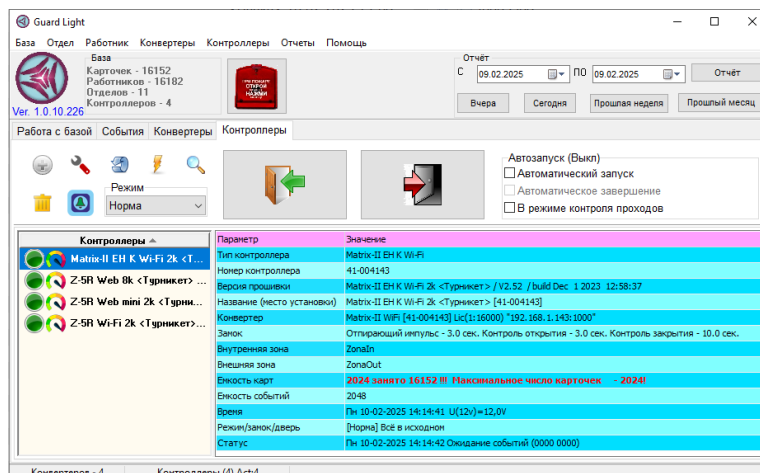 Guard Light
База Отдел Работник Конвертеры Контроллеры Отчеты Помощь
База
Карточек - 16152
Работников - 16182
Отделов - 11
Контроллеров - 4
Ver. 1.0.10.226
Отчёт
С 09.02.2025 ПО 09.02.2025 Отчёт
Вчера Сегодня Прошлая неделя Прошлый месяц
Работа с базой События Конвертеры Контроллеры
Режим
Норма
Автозапуск (Выкл)
Автоматический запуск
Автоматическое завершение
В режиме контроля проходов
Контроллеры
Matrix-II EH K Wi-Fi 2k <Т...
Z-5R Web 8k <Турникет> ...
Z-5R Web mini 2k <Турни...
Z-5R Wi-Fi 2k <Турникет>...
Параметр Значение
Тип контроллера Matrix-II EH K Wi-Fi
Номер контроллера 41-004143
Версия прошивки Matrix-II EH K Wi-Fi 2k <Турникет> / V2.52 / build Dec 1 2023 12:58:37
Название (место установки) Matrix-II EH K Wi-Fi 2k <Турникет> [41-004143]
Конвертер Matrix-II WiFi [41-004143] Lic(1:16000) "192.168.1.143:1000"
Замок Отпирающий импульс - 3.0 сек. Контроль открытия - 3.0 сек. Контроль закрытия - 10.0 сек.
Внутренняя зона ZonaIn
Внешняя зона ZonaOut
Емкость карт 2024 занято 16152 !!! Максимальное число карточек - 2024!
Емкость событий 2048
Время Пн 10-02-2025 14:14:41 U(12v)=12,0V
Режим/замок/дверь [Норма] Всё в исходном
Статус Пн 10-02-2025 14:14:42 Ожидание событий (0000 0000)
Конвертеров - 4 Контроллеры (4) Act:4